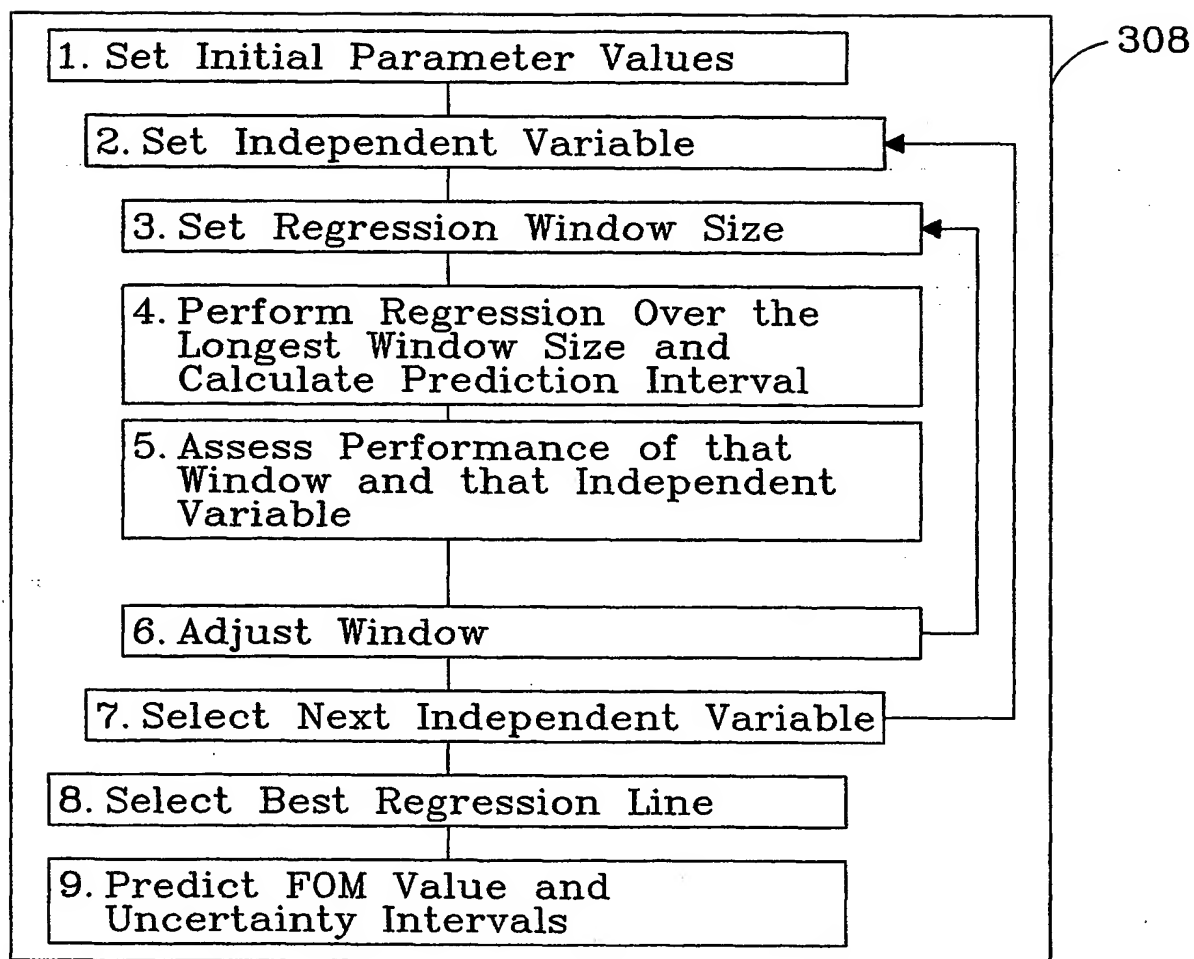 308
1. Set Initial Parameter Values
2. Set Independent Variable
3. Set Regression Window Size
4. Perform Regression Over the
Longest Window Size and
Calculate Prediction Interval
5. Assess Performance of that
Window and that Independent
Variable
6. Adjust Window
7. Select Next Independent Variable
8. Select Best Regression Line
9. Predict FOM Value and
Uncertainty Intervals